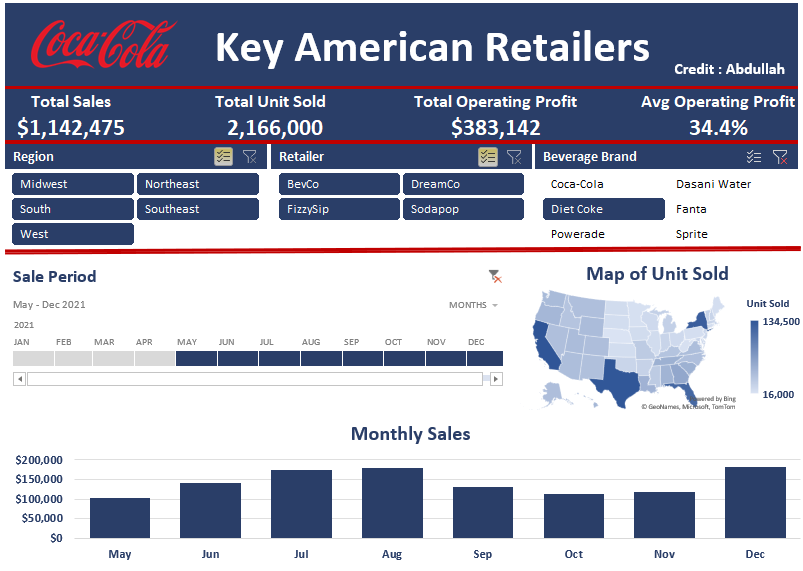 Coca-Cola
Key American Retailers
Credit : Abdullah
Total Sales
$1,142,475
Total Unit Sold
2,166,000
Total Operating Profit
$383,142
Avg Operating Profit
34.4%
Region
Midwest
Northeast
South
Southeast
West
Retailer
BevCo
DreamCo
FizzySip
Sodapop
Beverage Brand
Coca-Cola
Dasani Water
Diet Coke
Fanta
Powerade
Sprite
Sale Period
May - Dec 2021
MONTHS
2021
JAN FEB MAR APR MAY JUN JUL AUG SEP OCT NOV DEC
Map of Unit Sold
Unit Sold
134,500
16,000
Powered by Bing
© GeoNames, Microsoft, TomTom
Monthly Sales
$200,000
$150,000
$100,000
$50,000
$0
May Jun Jul Aug Sep Oct Nov Dec